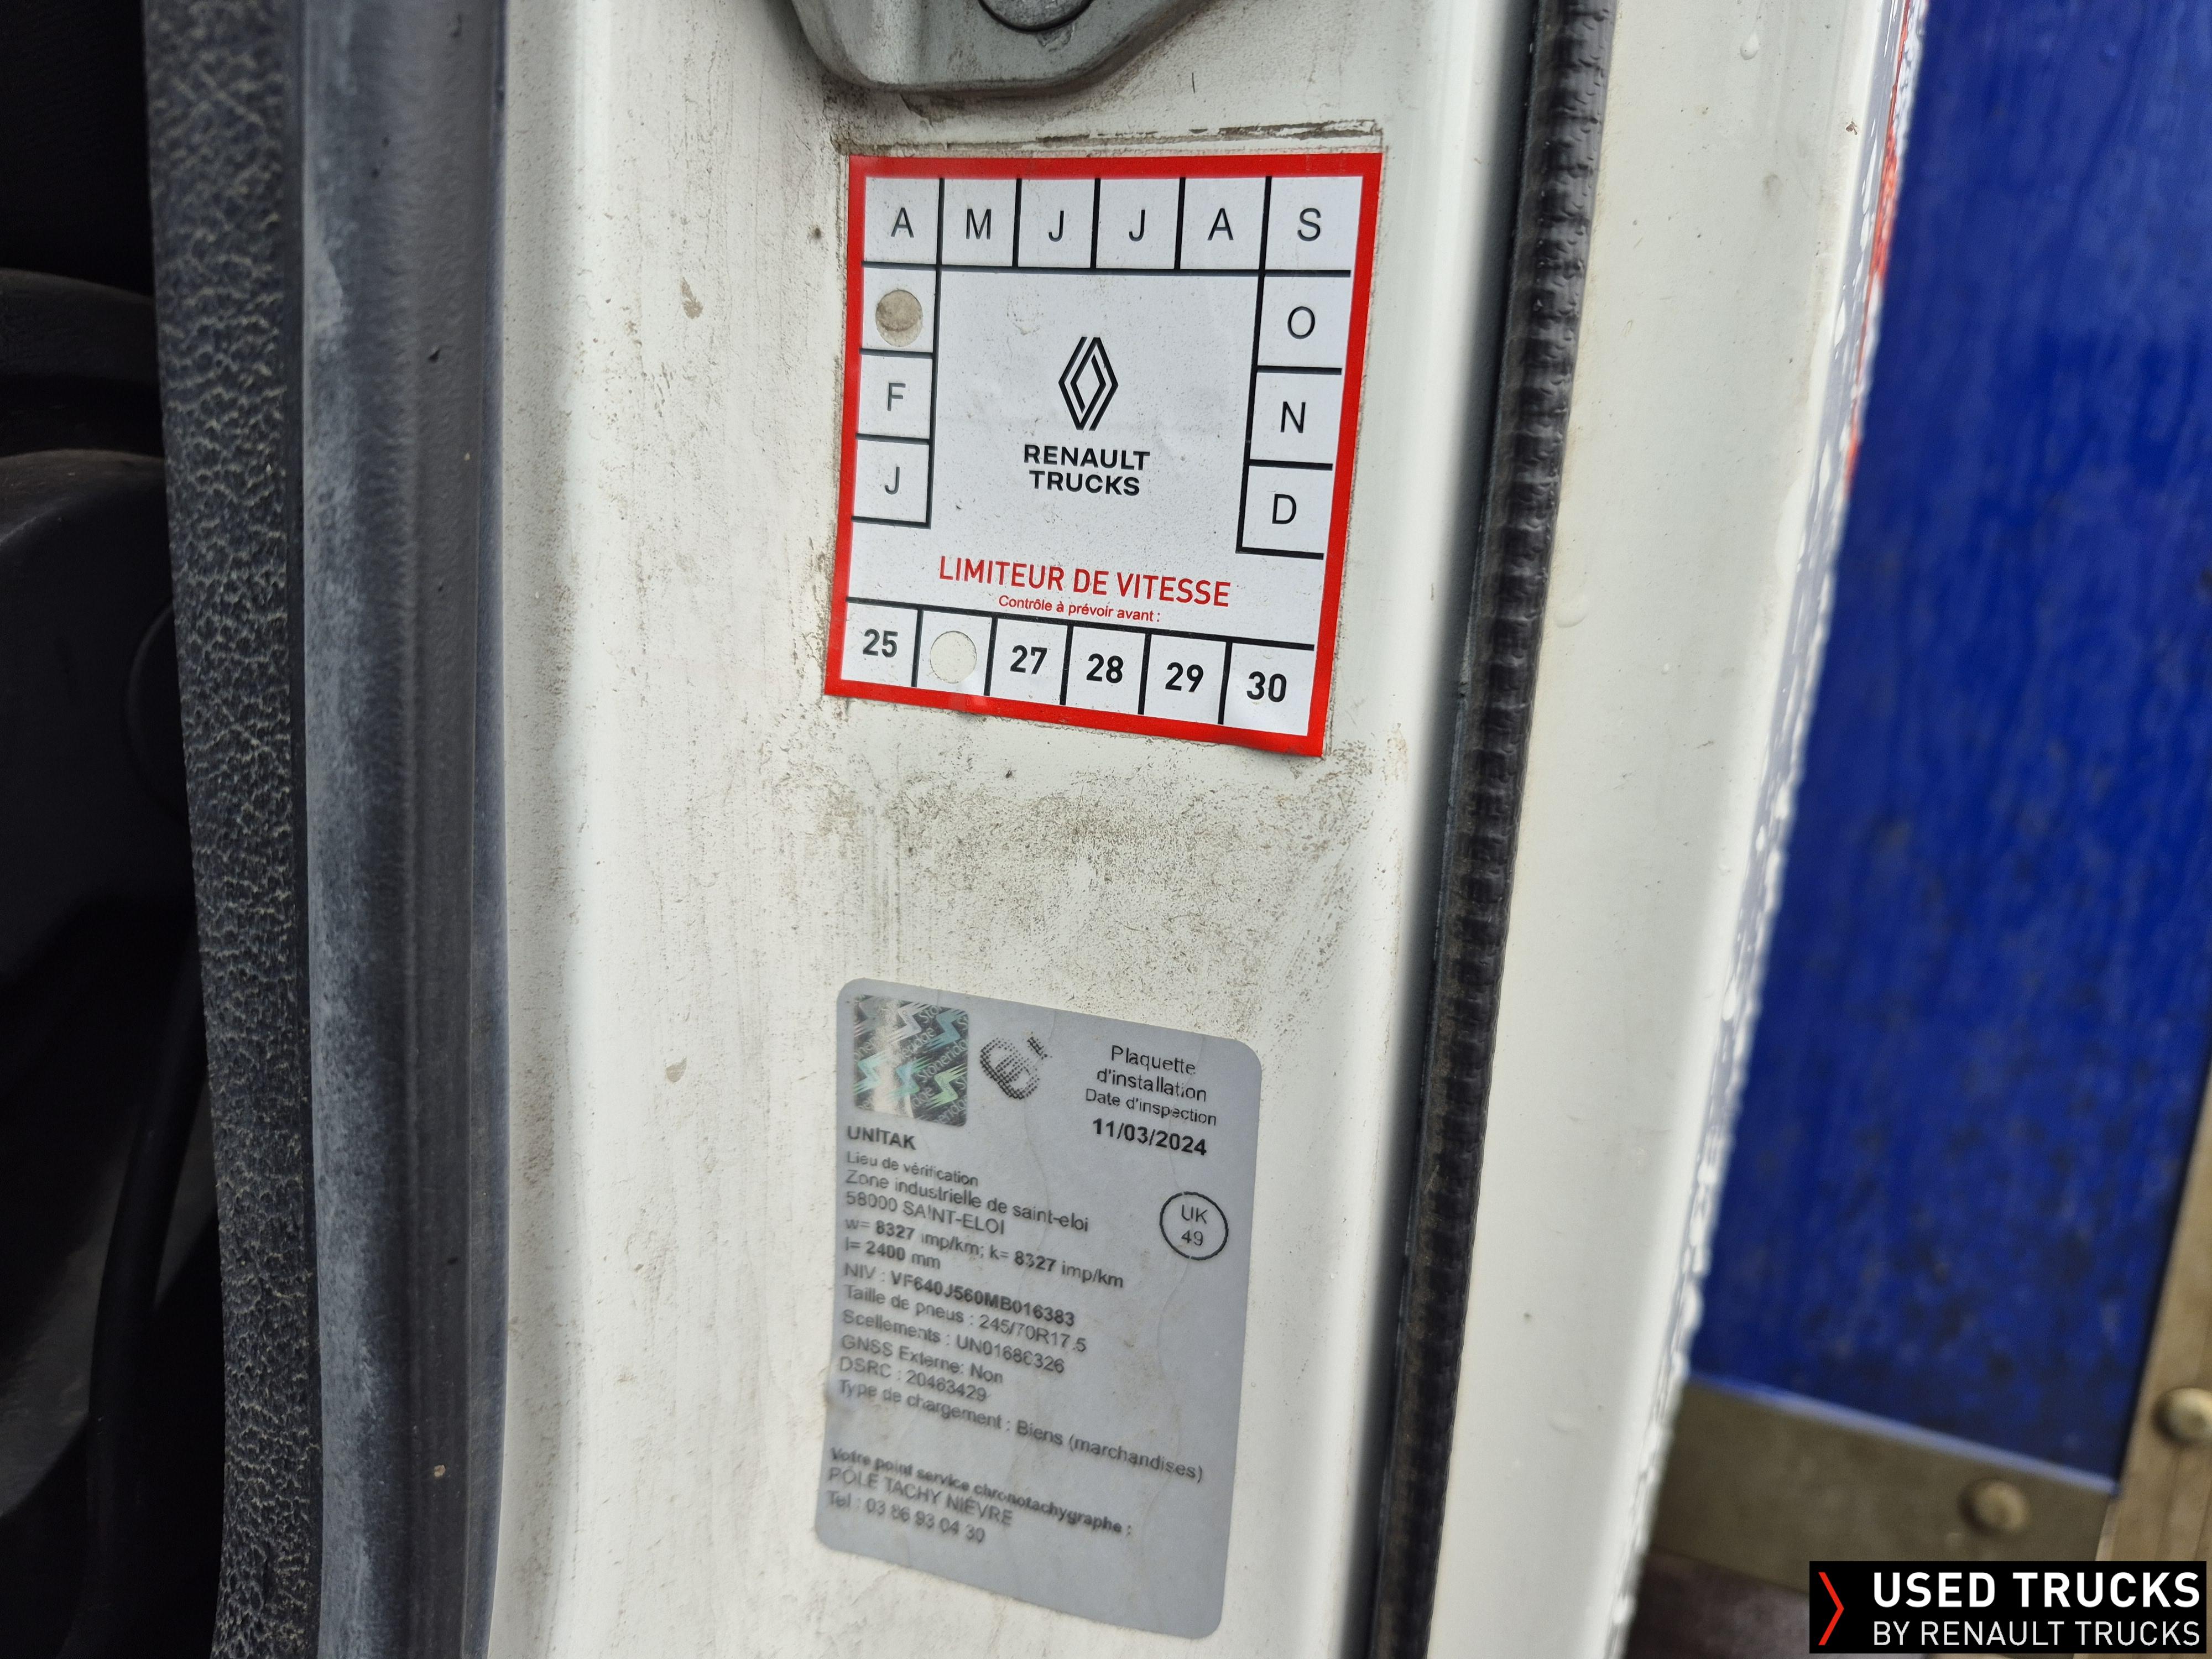 A M J J A S
O
F
N
J
D
RENAULT
TRUCKS
LIMITEUR DE VITESSE
Contrôle à prévoir avant :
25 27 28 29 30
Plaquette
d'installation
Date d'inspection
11/03/2024
UNITAK
Lieu de vérification
Zone industrielle de saint-eloi
58000 SAINT-ELOI
UK
49
w= 8327 imp/km; k= 8327 imp/km
l= 2400 mm
NIV : VF640J560MB016383
Taille de pneus : 245/70R17.5
Scellements :
GNSS Externe: Non
DSRC : 20463429
Type de chargement : Biens (marchandises)
Votre point service chronotachygraphe :
PÔLE TACHY NIÈVRE
Tel : 03 86 93 04 30
USED TRUCKS
BY RENAULT TRUCKS